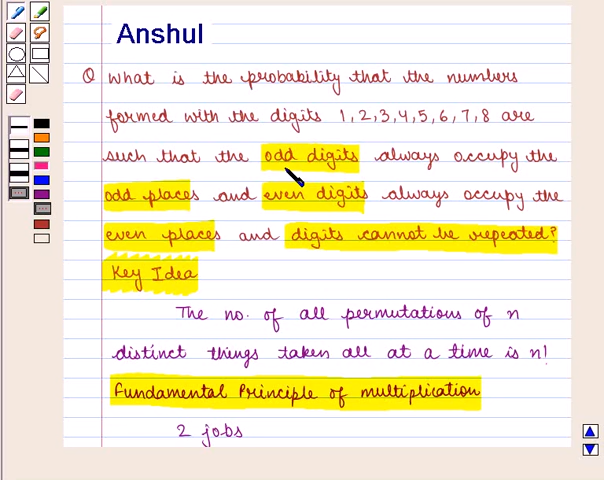 Anshul
Q What is the probability that the numbers
formed with the digits 1,2,3,4,5,6,7,8 are
such that the odd digits always occupy the
odd places and even digits always occupy the
even places and digits cannot be repeated?
Key Idea
The no. of all permutations of n
distinct things taken all at a time is n!
Fundamental Principle of multiplication
2 jobs